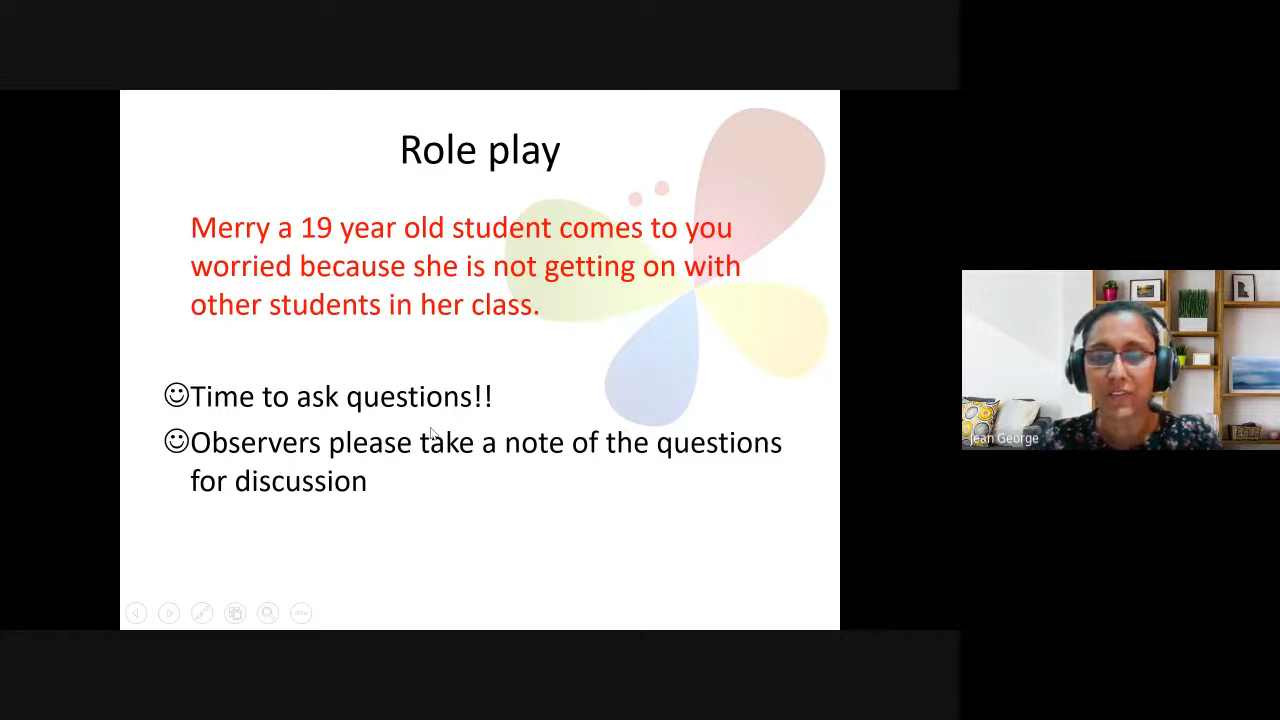 Role play
Merry a 19 year old student comes to you
worried because she is not getting on with
other students in her class.
☺Time to ask questions!!
☺Observers please take a note of the questions
for discussion
Jean George